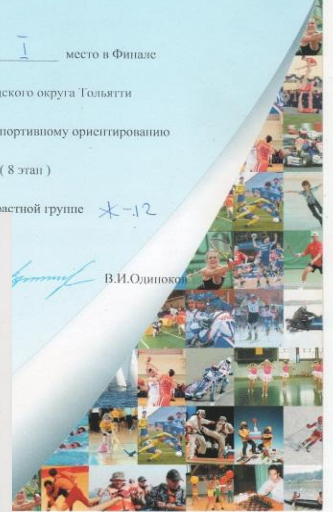 I место в Финале
дского округа Тольятти
портивному ориентированию
( 8 этап )
растной группе Ж-12
В.И.Одиноков